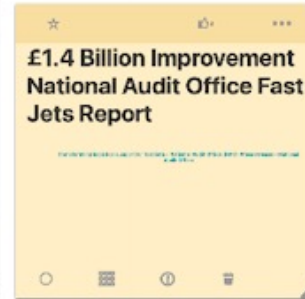 £1.4 Billion Improvement
National Audit Office Fast
Jets Report